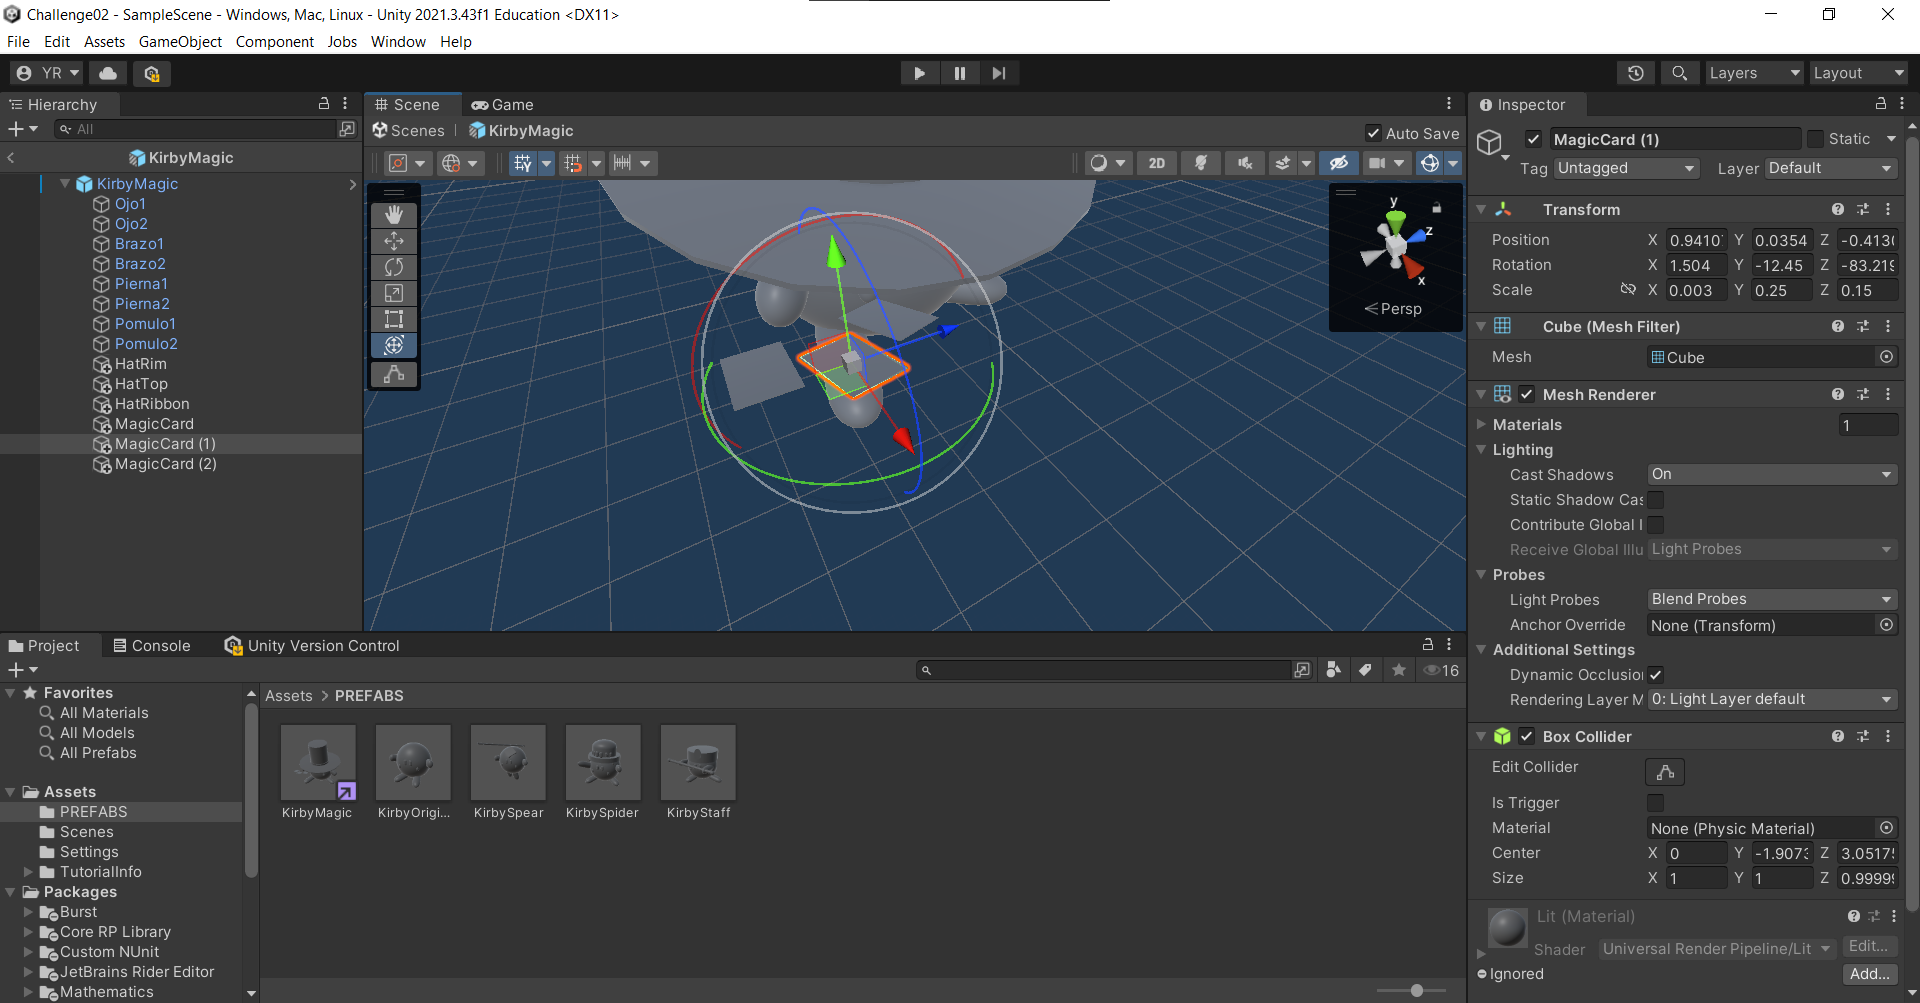 Challenge02 - SampleScene - Windows, Mac, Linux - Unity 2021.3.43f1 Education <DX11>
File Edit Assets GameObject Component Jobs Window Help
YR
Layers
Layout
Hierarchy
All
KirbyMagic
KirbyMagic
Ojo1
Ojo2
Brazo1
Brazo2
Pierna1
Pierna2
Pomulo1
Pomulo2
HatRim
HatTop
HatRibbon
MagicCard
MagicCard (1)
MagicCard (2)
Scene
Game
Scenes
KirbyMagic
Auto Save
2D
y
z
x
Persp
Inspector
MagicCard (1)
Static
Tag Untagged
Layer Default
Transform
Position X 0.9410 Y 0.0354 Z -0.4130
Rotation X 1.504 Y -12.45 Z -83.219
Scale X 0.003 Y 0.25 Z 0.15
Cube (Mesh Filter)
Mesh Cube
Mesh Renderer
Materials 1
Lighting
Cast Shadows On
Static Shadow Cas
Contribute Global I
Receive Global Illu Light Probes
Probes
Light Probes Blend Probes
Anchor Override None (Transform)
Additional Settings
Dynamic Occlusion
Rendering Layer M 0: Light Layer default
Box Collider
Edit Collider
Is Trigger
Material None (Physic Material)
Center X 0 Y -1.9073 Z 3.0517
Size X 1 Y 1 Z 0.9999
Lit (Material)
Shader Universal Render Pipeline/Lit Edit...
Ignored
Add...
Project
Console
Unity Version Control
16
Favorites
All Materials
All Models
All Prefabs
Assets
PREFABS
Scenes
Settings
TutorialInfo
Packages
Burst
Core RP Library
Custom NUnit
JetBrains Rider Editor
Mathematics
Assets > PREFABS
KirbyMagic
KirbyOrigi...
KirbySpear
KirbySpider
KirbyStaff